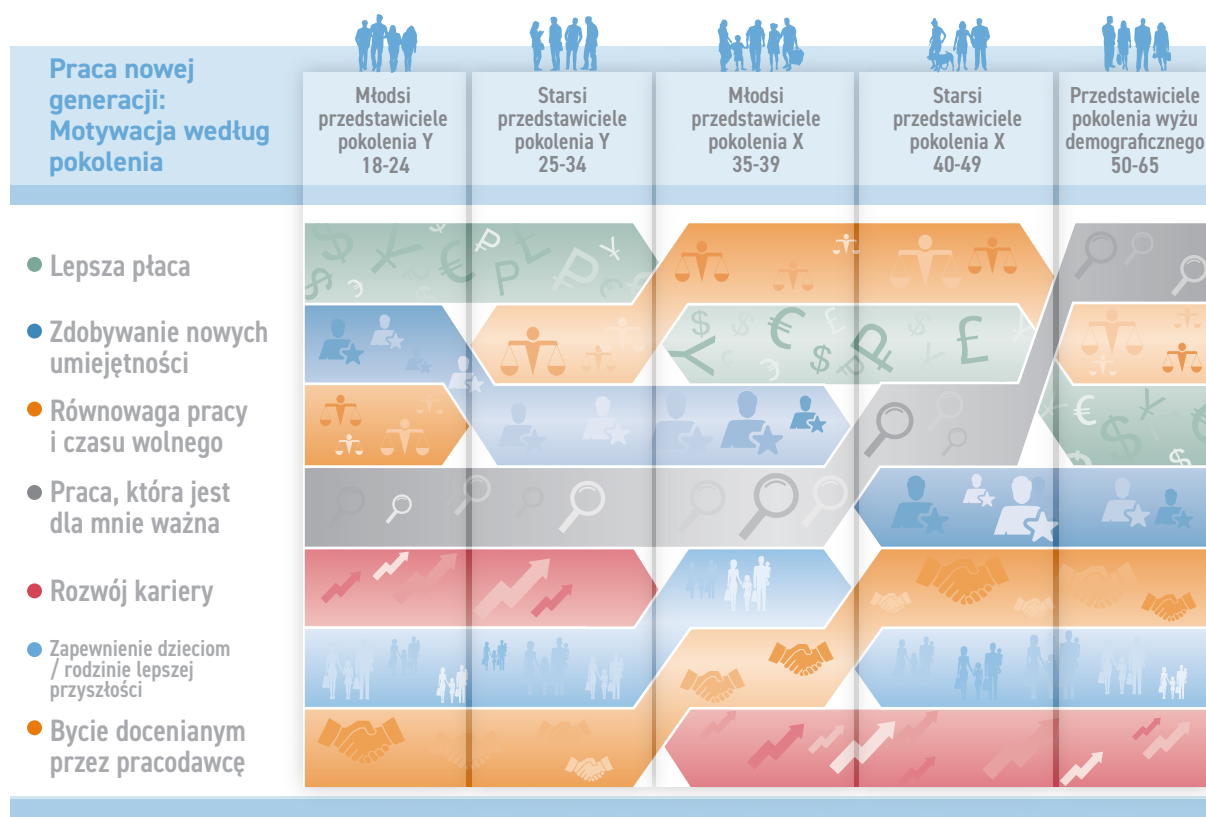 Praca nowej
generacji:
Motywacja według
pokolenia
Młodsi
przedstawiciele
pokolenia Y
18-24
Starsi
przedstawiciele
pokolenia Y
25-34
Młodsi
przedstawiciele
pokolenia X
35-39
Starsi
przedstawiciele
pokolenia X
40-49
Przedstawiciele
pokolenia wyżu
demograficznego
50-65
Lepsza płaca
Zdobywanie nowych
umiejętności
Równowaga pracy
i czasu wolnego
Praca, która jest
dla mnie ważna
Rozwój kariery
Zapewnienie dzieciom
/ rodzinie lepszej
przyszłości
Bycie docenianym
przez pracodawcę